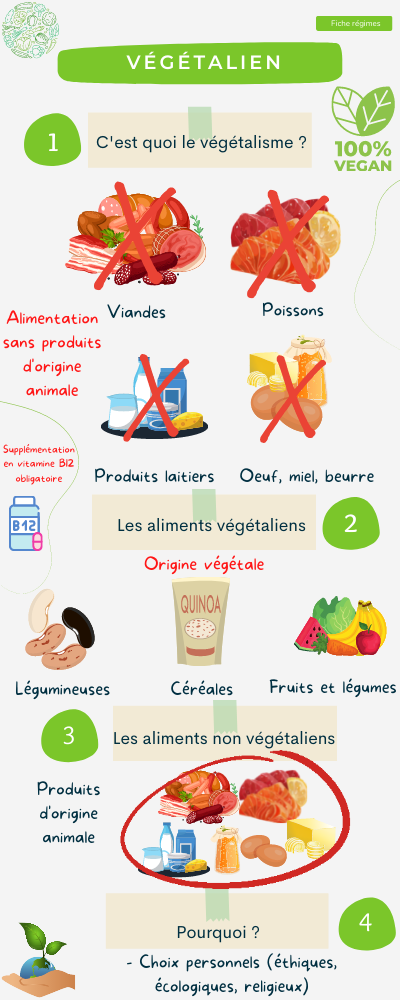 Fiche régimes
VÉGÉTALIEN
100%
VEGAN
1
C'est quoi le végétalisme ?
Viandes
Poissons
Alimentation
sans produits
d'origine
animale
Produits laitiers
Oeuf, miel, beurre
Supplémentation
en vitamine B12
obligatoire
B12
Les aliments végétaliens
2
Origine végétale
QUINOA
Légumineuses
Céréales
Fruits et légumes
3
Les aliments non végétaliens
Produits
d'origine
animale
Pourquoi ?
4
- Choix personnels (éthiques,
écologiques, religieux)